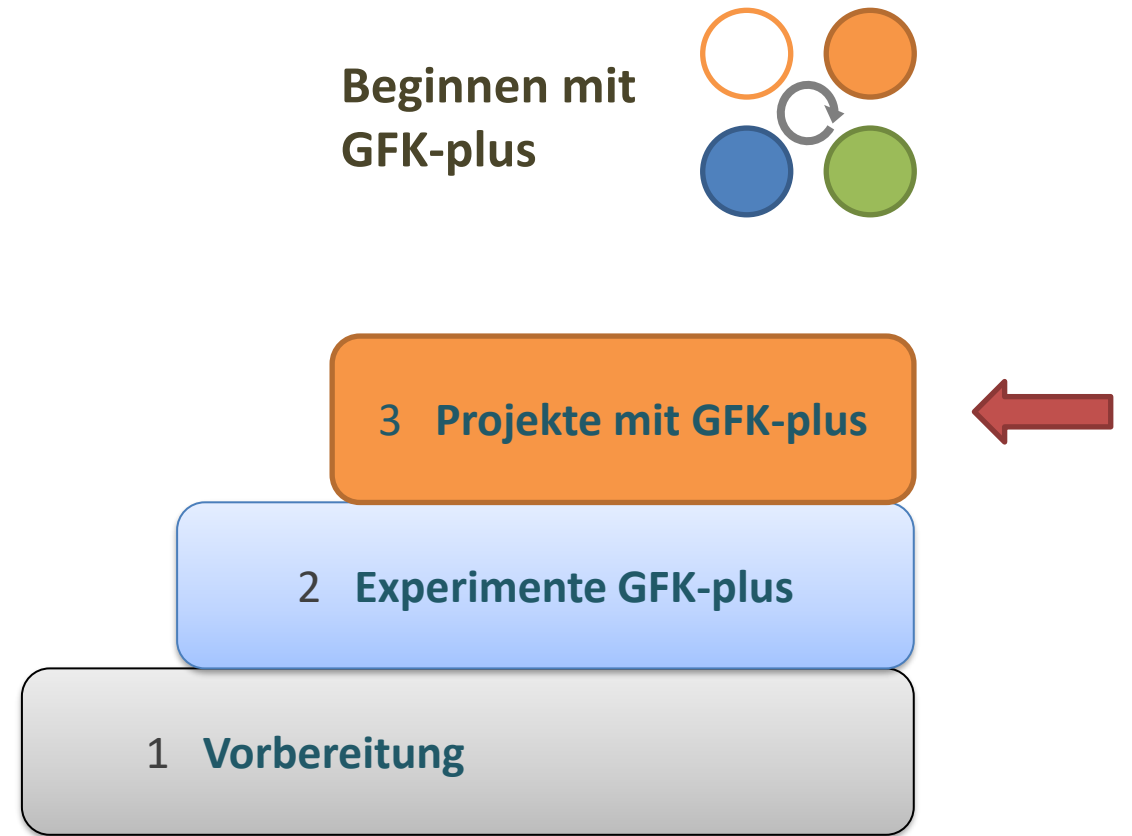 Beginnen mit
GFK-plus
3 Projekte mit GFK-plus
2 Experimente GFK-plus
1 Vorbereitung